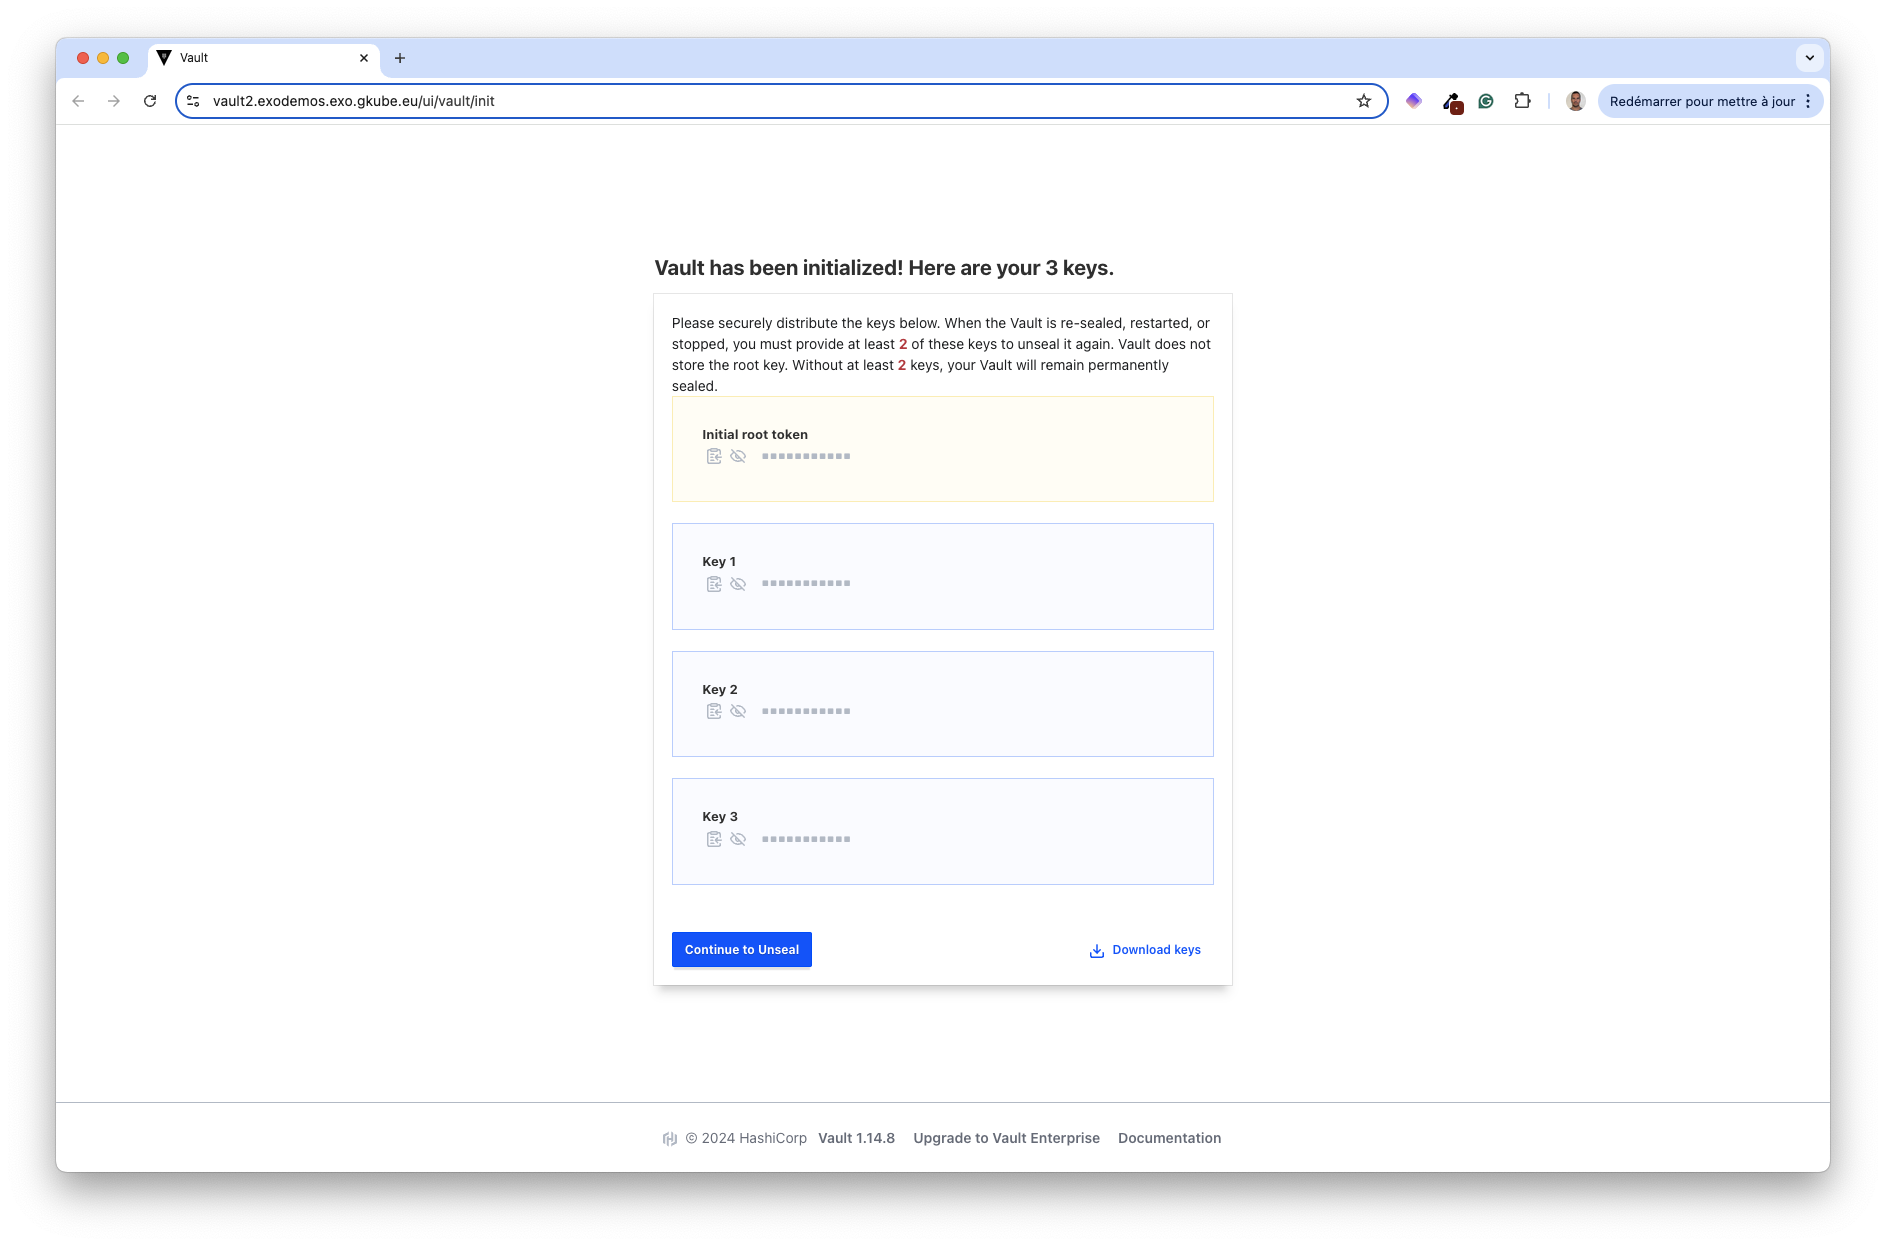 Vault
vault2.exodemos.exo.gkube.eu/ui/vault/init
Redémarrer pour mettre à jour
Vault has been initialized! Here are your 3 keys.
Please securely distribute the keys below. When the Vault is re-sealed, restarted, or
stopped, you must provide at least 2 of these keys to unseal it again. Vault does not
store the root key. Without at least 2 keys, your Vault will remain permanently
sealed.
Initial root token
Key 1
Key 2
Key 3
Continue to Unseal
Download keys
© 2024 HashiCorp Vault 1.14.8 Upgrade to Vault Enterprise Documentation